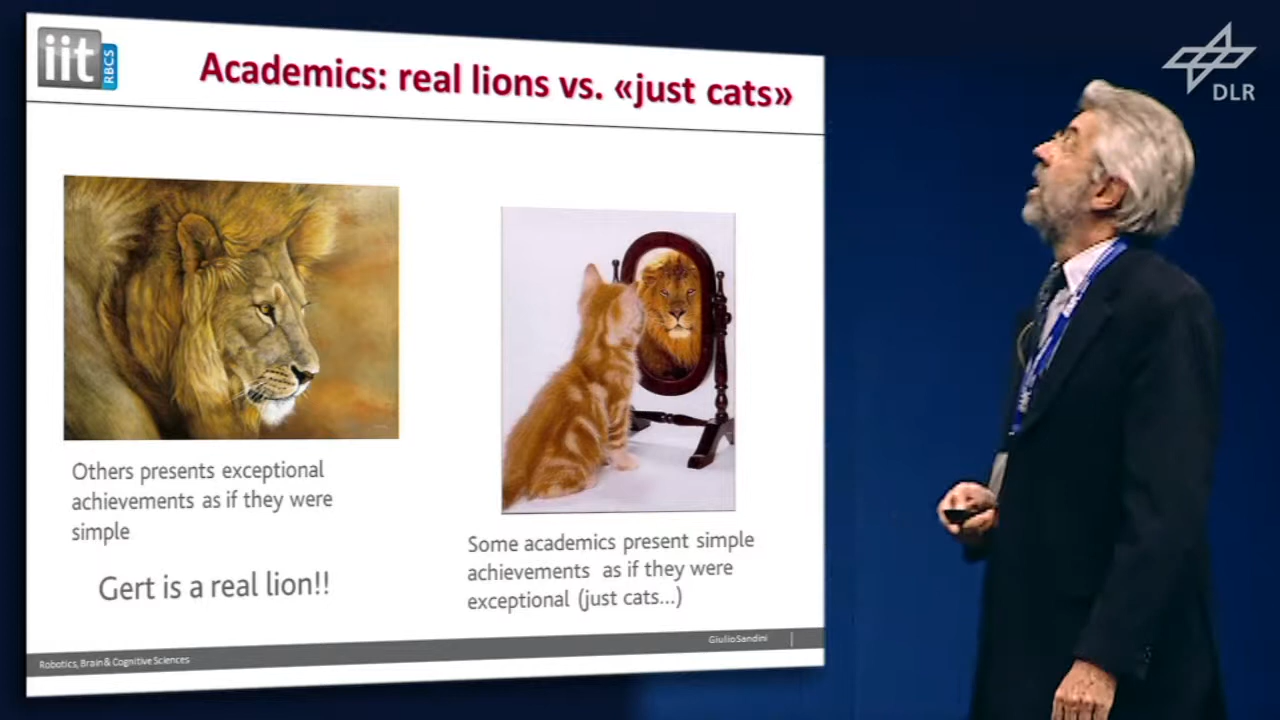 iit
RBCS
Academics: real lions vs. «just cats»
DLR
Others presents exceptional
achievements as if they were
simple
Gert is a real lion!!
Some academics present simple
achievements as if they were
exceptional (just cats...)
Giulio Sandini
Robotics, Brain & Cognitive Sciences